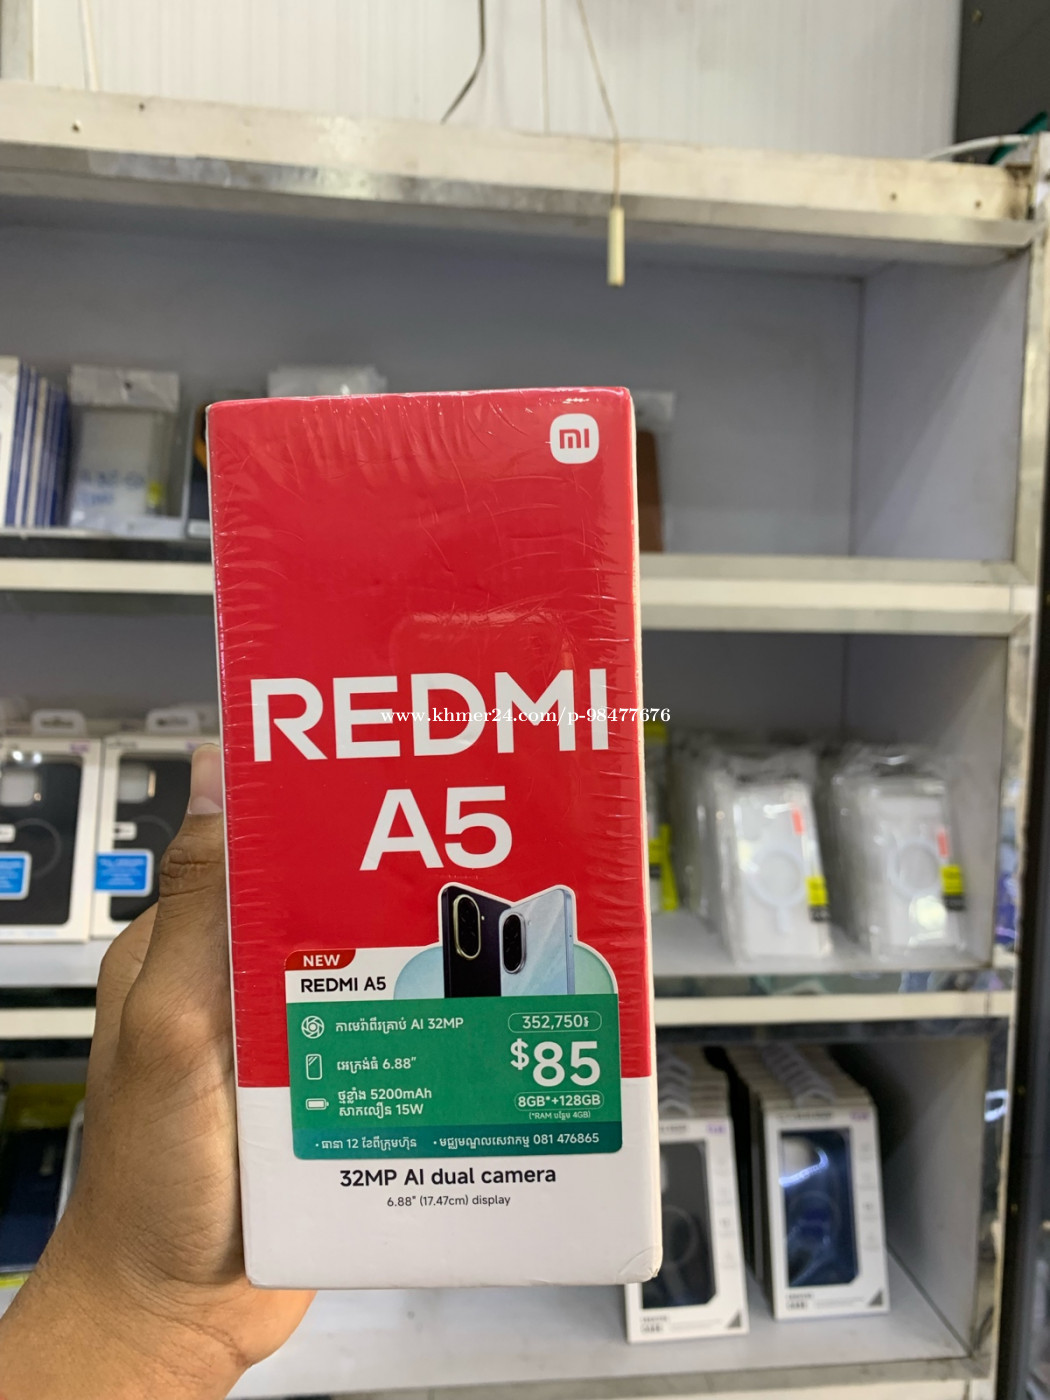 mi
REDMI
www.khmer24.com/p-98477676
A5
NEW
REDMI A5
កាមេរ៉ាពីរគ្រាប់ AI 32MP
352,750៛
អេក្រង់ធំ 6.88"
$85
ថ្មខ្លាំង 5200mAh
សាកលឿន 15W
8GB*+128GB
(*RAM បន្ថែម 4GB)
• ធានា 12 ខែពីក្រុមហ៊ុន • មជ្ឈមណ្ឌលសេវាកម្ម 081 476865
32MP AI dual camera
6.88" (17.47cm) display